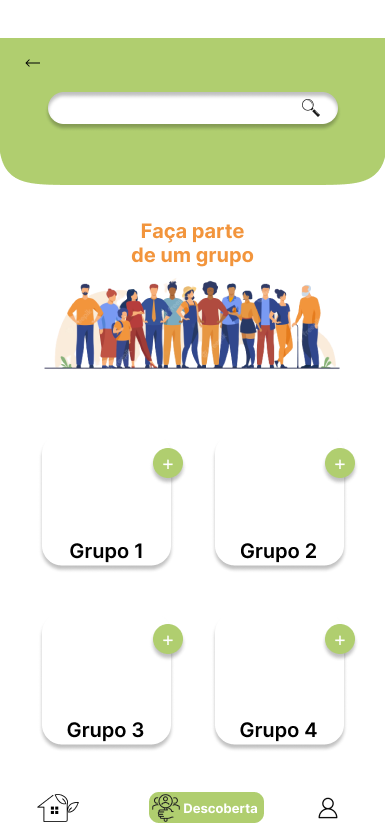 Faça parte
de um grupo
+
+
Grupo 1
Grupo 2
+
+
Grupo 3
Grupo 4
Descoberta